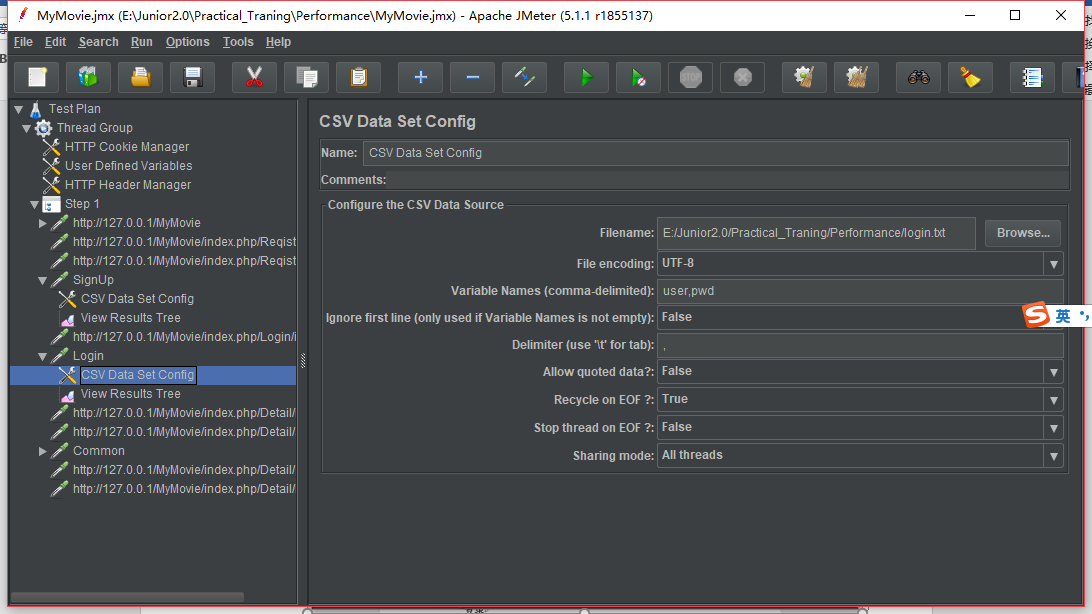 MyMovie.jmx (E:\Junior2.0\Practical_Traning\Performance\MyMovie.jmx) - Apache JMeter (5.1.1 r1855137)
File Edit Search Run Options Tools Help
STOP
Test Plan
Thread Group
HTTP Cookie Manager
User Defined Variables
HTTP Header Manager
Step 1
http://127.0.0.1/MyMovie
http://127.0.0.1/MyMovie/index.php/Reqist
http://127.0.0.1/MyMovie/index.php/Reqist
SignUp
CSV Data Set Config
View Results Tree
http://127.0.0.1/MyMovie/index.php/Login/i
Login
CSV Data Set Config
View Results Tree
http://127.0.0.1/MyMovie/index.php/Detail/
http://127.0.0.1/MyMovie/index.php/Detail/
Common
http://127.0.0.1/MyMovie/index.php/Detail/
http://127.0.0.1/MyMovie/index.php/Detail/
CSV Data Set Config
Name: CSV Data Set Config
Comments:
Configure the CSV Data Source
Filename: E:/Junior2.0/Practical_Traning/Performance/login.txt Browse...
File encoding: UTF-8
Variable Names (comma-delimited): user,pwd
Ignore first line (only used if Variable Names is not empty): False
Delimiter (use '\t' for tab): ,
Allow quoted data?: False
Recycle on EOF ?: True
Stop thread on EOF ?: False
Sharing mode: All threads
S 英